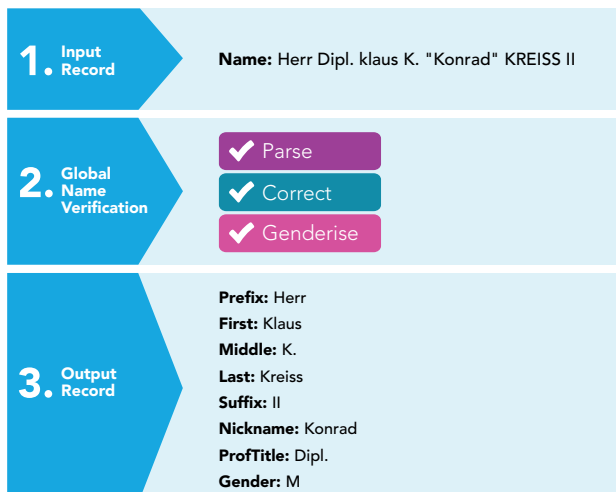 1. Input Record
Name: Herr Dipl. klaus K. "Konrad" KREISS II
2. Global Name Verification
Parse
Correct
Genderise
3. Output Record
Prefix: Herr
First: Klaus
Middle: K.
Last: Kreiss
Suffix: II
Nickname: Konrad
ProfTitle: Dipl.
Gender: M